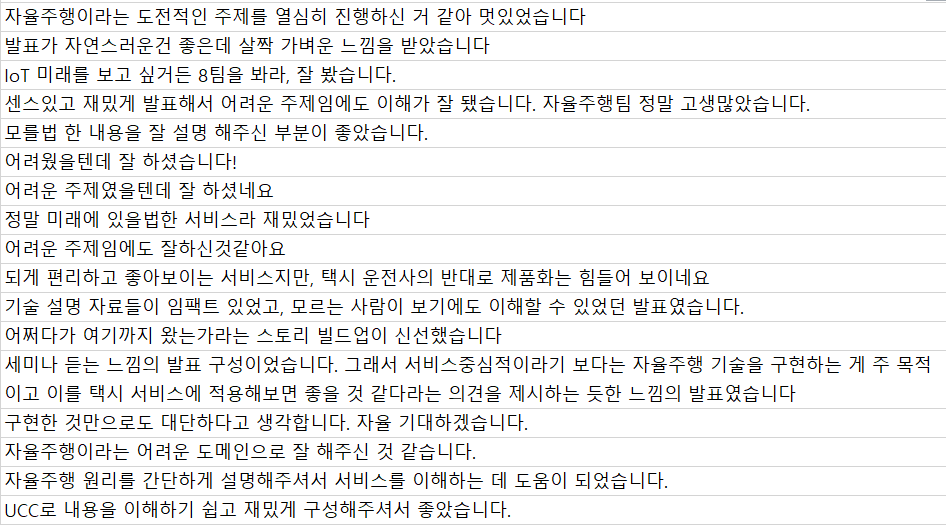 자율주행이라는 도전적인 주제를 열심히 진행하신 거 같아 멋있었습니다
발표가 자연스러운건 좋은데 살짝 가벼운 느낌을 받았습니다
IoT 미래를 보고 싶거든 8팀을 봐라, 잘 봤습니다.
센스있고 재밌게 발표해서 어려운 주제임에도 이해가 잘 됐습니다. 자율주행팀 정말 고생많았습니다.
모를법 한 내용을 잘 설명 해주신 부분이 좋았습니다.
어려웠을텐데 잘 하셨습니다!
어려운 주제였을텐데 잘 하셨네요
정말 미래에 있을법한 서비스라 재밌었습니다
어려운 주제임에도 잘하신것같아요
되게 편리하고 좋아보이는 서비스지만, 택시 운전사의 반대로 제품화는 힘들어 보이네요
기술 설명 자료들이 임팩트 있었고, 모르는 사람이 보기에도 이해할 수 있었던 발표였습니다.
어쩌다가 여기까지 왔는가라는 스토리 빌드업이 신선했습니다
세미나 듣는 느낌의 발표 구성이었습니다. 그래서 서비스중심적이라기 보다는 자율주행 기술을 구현하는 게 주 목적
이고 이를 택시 서비스에 적용해보면 좋을 것 같다라는 의견을 제시하는 듯한 느낌의 발표였습니다
구현한 것만으로도 대단하다고 생각합니다. 자율 기대하겠습니다.
자율주행이라는 어려운 도메인으로 잘 해주신 것 같습니다.
자율주행 원리를 간단하게 설명해주셔서 서비스를 이해하는 데 도움이 되었습니다.
UCC로 내용을 이해하기 쉽고 재밌게 구성해주셔서 좋았습니다.